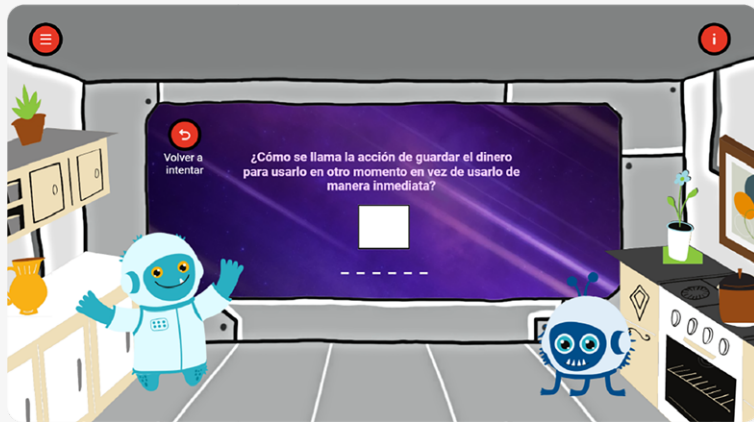 Volver a
intentar
¿Cómo se llama la acción de guardar el dinero
para usarlo en otro momento en vez de usarlo de
manera inmediata?
_ _ _ _ _ _
i